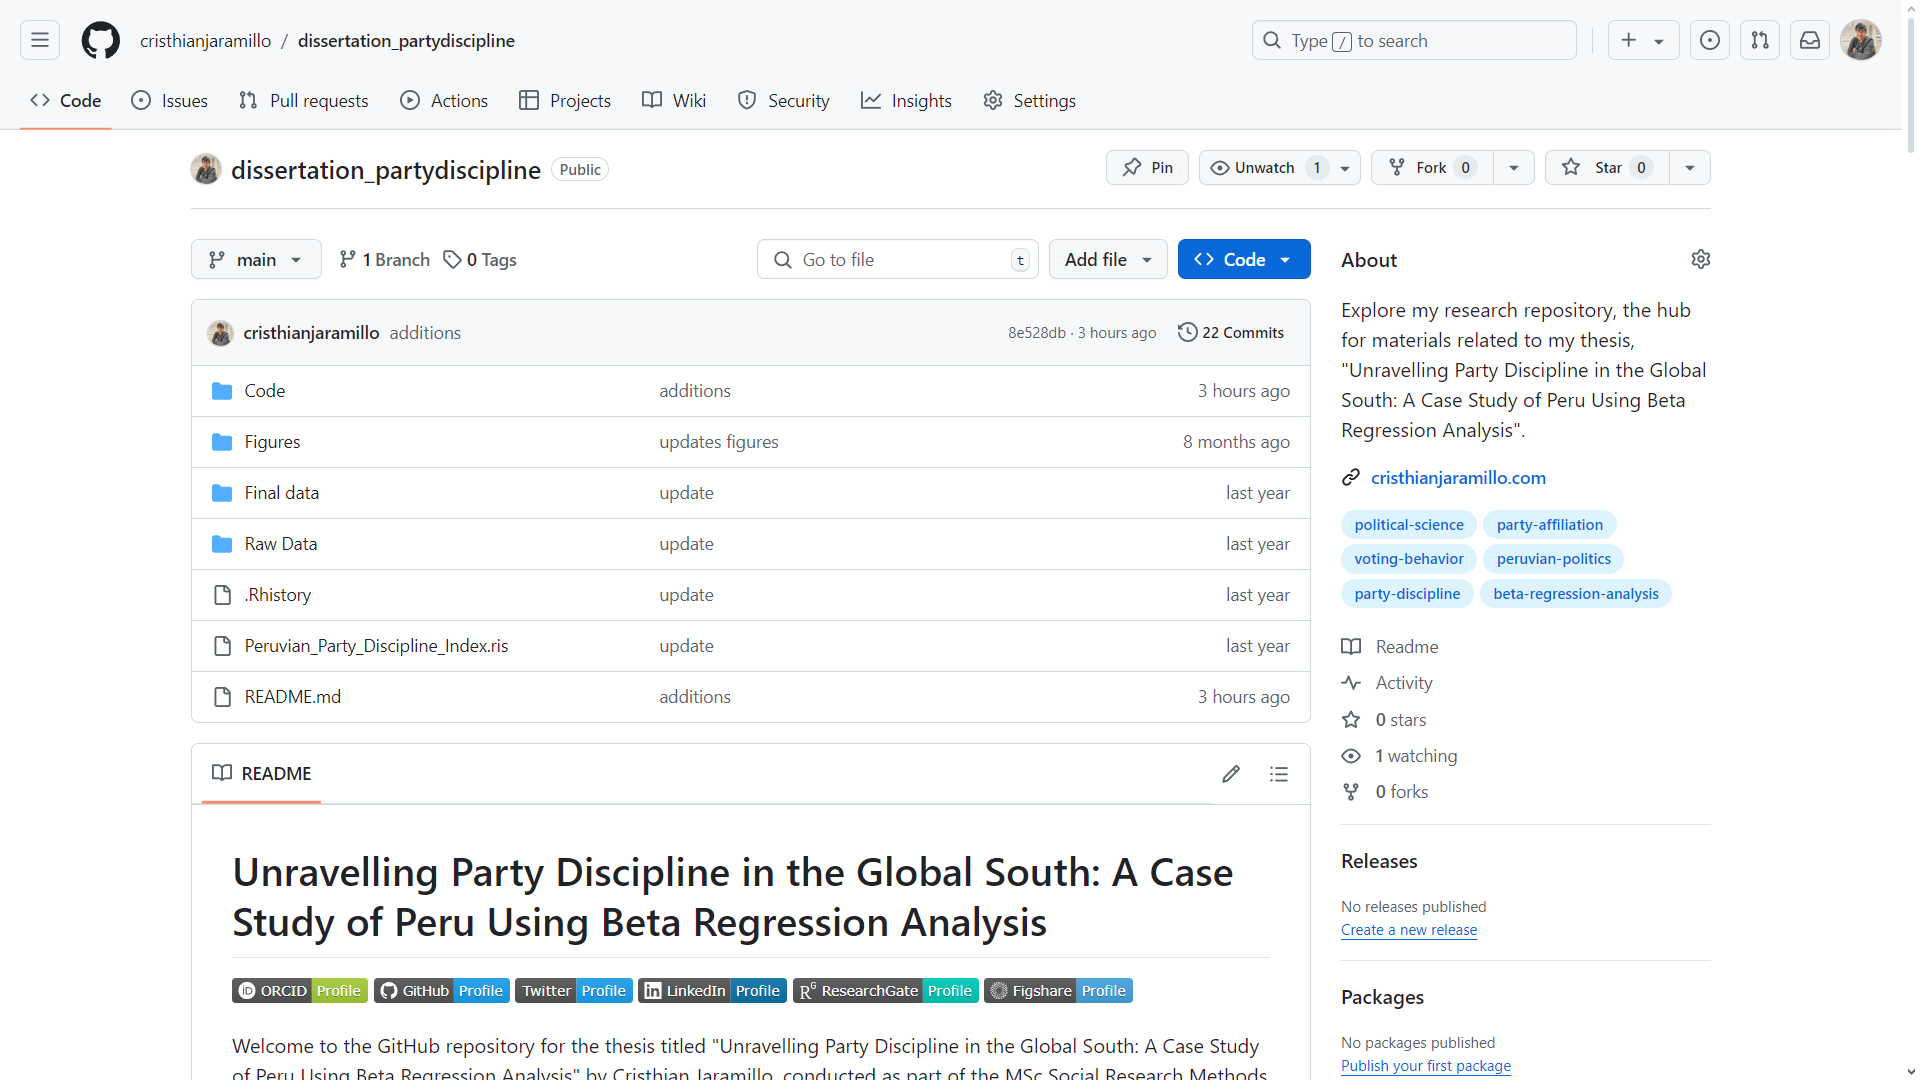 cristhianjaramillo / dissertation_partydiscipline
Type / to search
Code
Issues
Pull requests
Actions
Projects
Wiki
Security
Insights
Settings
dissertation_partydiscipline Public
Pin
Unwatch 1
Fork 0
Star 0
main
1 Branch
0 Tags
Go to file t
Add file
Code
cristhianjaramillo additions 8e528db · 3 hours ago 22 Commits
Code additions 3 hours ago
Figures updates figures 8 months ago
Final data update last year
Raw Data update last year
.Rhistory update last year
Peruvian_Party_Discipline_Index.ris update last year
README.md additions 3 hours ago
README
Unravelling Party Discipline in the Global South: A Case
Study of Peru Using Beta Regression Analysis
iD ORCID Profile GitHub Profile Twitter Profile in LinkedIn Profile RG ResearchGate Profile Figshare Profile
Welcome to the GitHub repository for the thesis titled "Unravelling Party Discipline in the Global South: A Case Study
of Peru Using Beta Regression Analysis" by Cristhian Jaramillo, conducted as part of the MSc Social Research Methods
About
Explore my research repository, the hub
for materials related to my thesis,
"Unravelling Party Discipline in the Global
South: A Case Study of Peru Using Beta
Regression Analysis".
cristhianjaramillo.com
political-science party-affiliation
voting-behavior peruvian-politics
party-discipline beta-regression-analysis
Readme
Activity
0 stars
1 watching
0 forks
Releases
No releases published
Create a new release
Packages
No packages published
Publish your first package